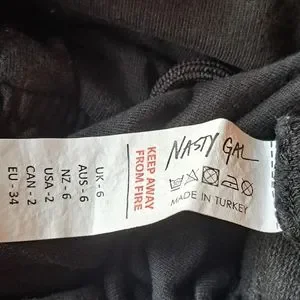 NASTY GAL
MADE IN TURKEY
KEEP AWAY
FROM FIRE
UK - 6
AUS - 6
NZ - 6
USA - 2
CAN - 2
EU - 34